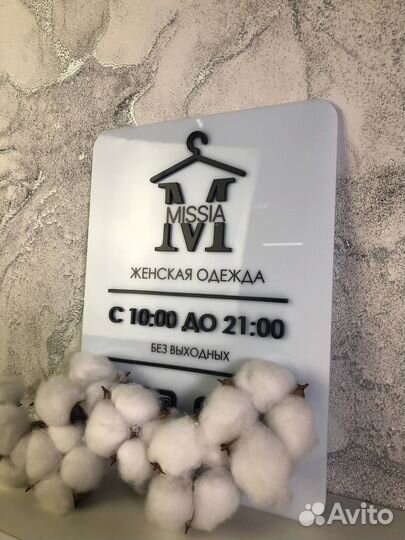 MISSIA
M
ЖЕНСКАЯ ОДЕЖДА
С 10:00 ДО 21:00
БЕЗ ВЫХОДНЫХ
Avito